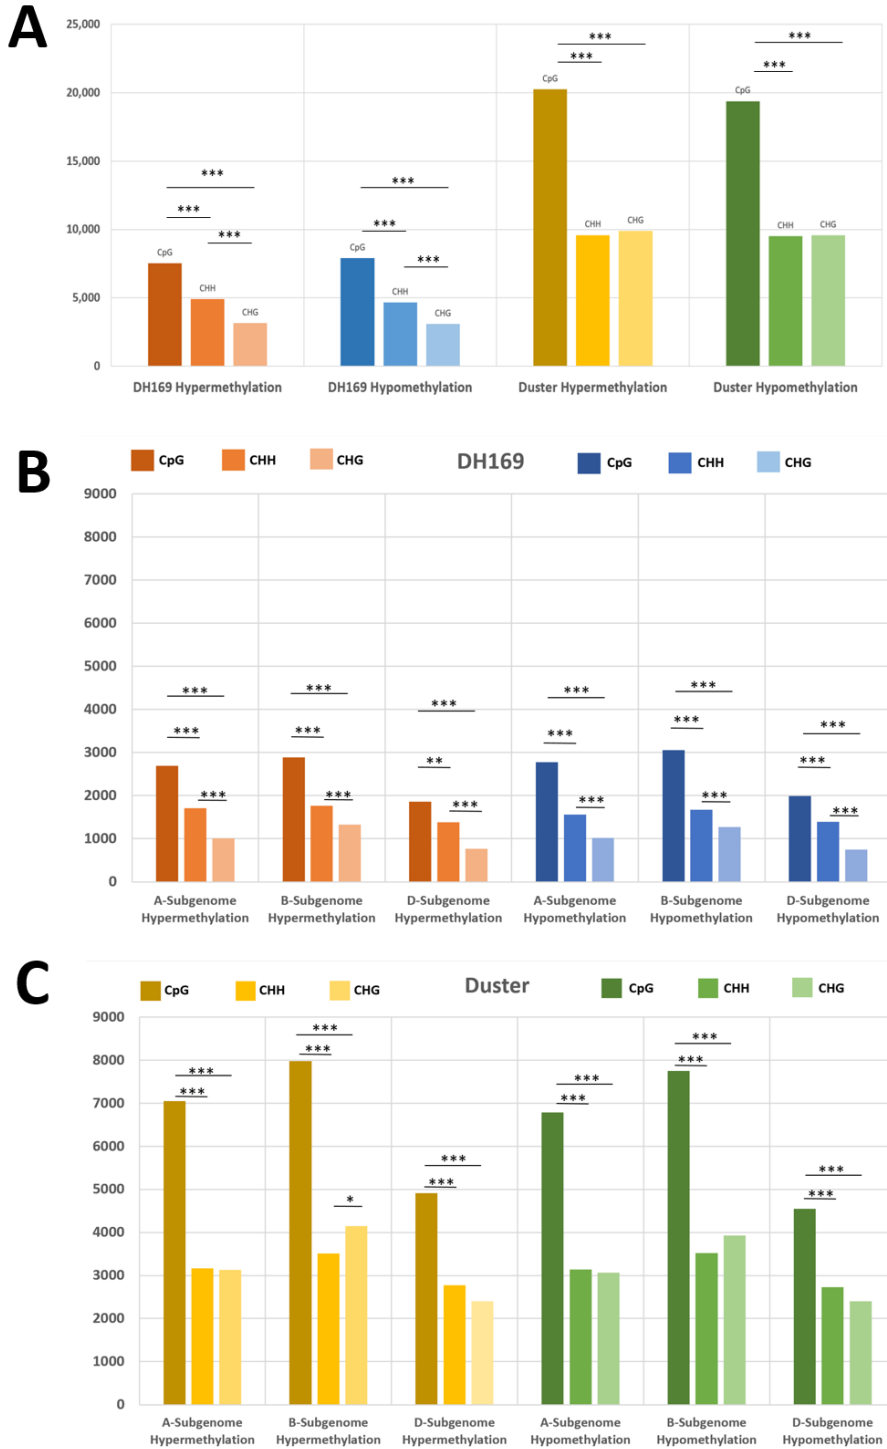 A
25,000
20,000
15,000
10,000
5,000
0
*** *** ***
*** *** ***
*** ***
*** ***
CpG CHH CHG
CpG CHH CHG
CpG CHH CHG
CpG CHH CHG
DH169 Hypermethylation DH169 Hypomethylation Duster Hypermethylation Duster Hypomethylation
B
CpG CHH CHG DH169 CpG CHH CHG
9000
8000
7000
6000
5000
4000
3000
2000
1000
0
*** *** ***
*** *** ***
*** ** ***
*** *** ***
*** *** ***
*** *** ***
A-Subgenome Hypermethylation
B-Subgenome Hypermethylation
D-Subgenome Hypermethylation
A-Subgenome Hypomethylation
B-Subgenome Hypomethylation
D-Subgenome Hypomethylation
C
CpG CHH CHG Duster CpG CHH CHG
9000
8000
7000
6000
5000
4000
3000
2000
1000
0
*** ***
*** *** *
*** ***
*** ***
*** ***
*** ***
A-Subgenome Hypermethylation
B-Subgenome Hypermethylation
D-Subgenome Hypermethylation
A-Subgenome Hypomethylation
B-Subgenome Hypomethylation
D-Subgenome Hypomethylation